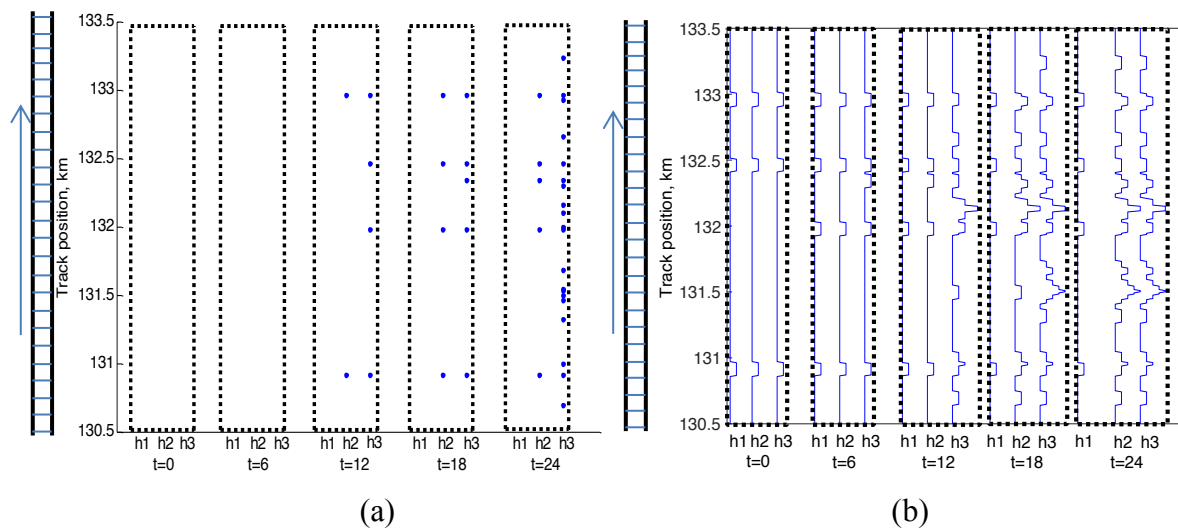 133.5
133
132.5
132
131.5
131
130.5
Track position, km
h1 h2 h3 h1 h2 h3 h1 h2 h3 h1 h2 h3 h1 h2 h3
t=0 t=6 t=12 t=18 t=24
(a)
133.5
133
132.5
132
131.5
131
130.5
Track position, km
h1 h2 h3 h1 h2 h3 h1 h2 h3 h1 h2 h3 h1 h2 h3
t=0 t=6 t=12 t=18 t=24
(b)